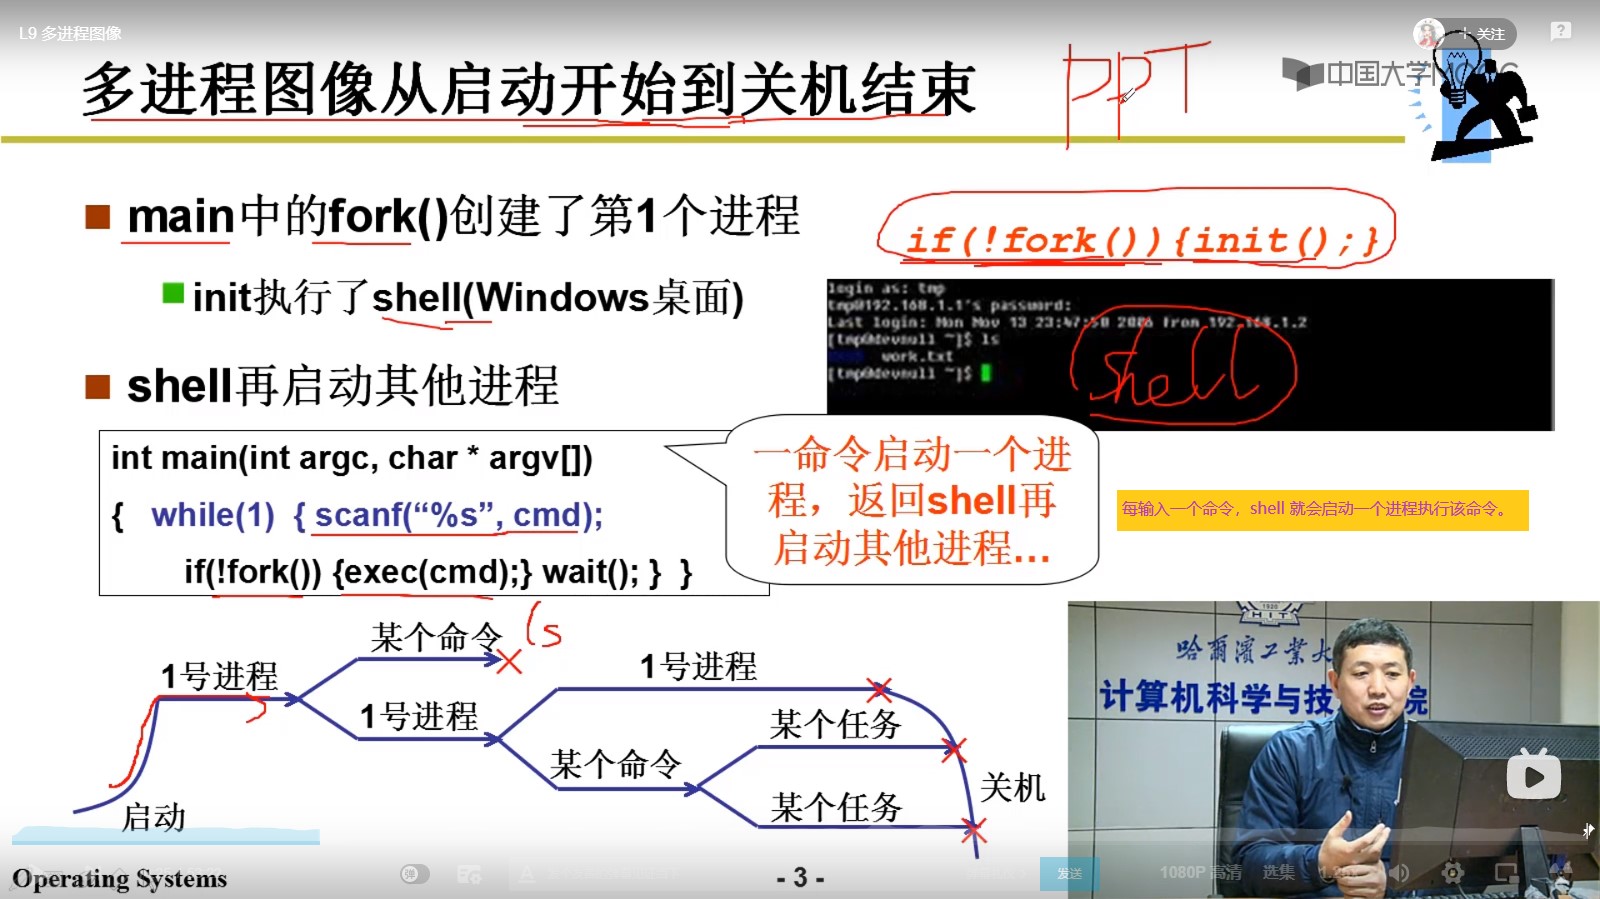 L9 多进程图像
关注
多进程图像从启动开始到关机结束
PPT
中国大学MOOC
main中的fork()创建了第1个进程
if(!fork()){init();}
init执行了shell(Windows桌面)
login as: tmp
tmp@192.168.1.1's password:
Last login: Mon Nov 13 23:47:50 2006 from 192.168.1.2
[tmp@devnull ~]$ ls
work.txt
[tmp@devnull ~]$
shell
shell再启动其他进程
int main(int argc, char * argv[])
{ while(1) { scanf(“%s”, cmd);
if(!fork()) {exec(cmd);} wait(); } }
一命令启动一个进
程，返回shell再
启动其他进程...
每输入一个命令，shell 就会启动一个进程执行该命令。
某个命令
ls
1号进程
1号进程
1号进程
某个任务
某个命令
某个任务
启动
关机
HIT
哈尔滨工业大
计算机科学与技 院
Operating Systems
- 3 -
弹
发送
1080P 高清
选集